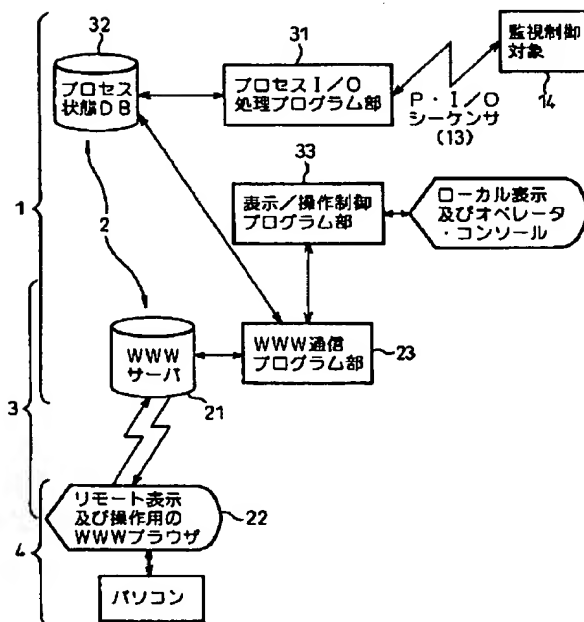 32
プロセス
状態DB
31
プロセスI/O
処理プログラム部
監視制御
対象
14
P・I/O
シーケンサ
(13)
33
表示/操作制御
プログラム部
ローカル表示
及びオペレータ
・コンソール
1
2
WWW
サーバ
21
WWW通信
プログラム部
23
3
4
リモート表示
及び操作用の
WWWブラウザ
22
パソコン